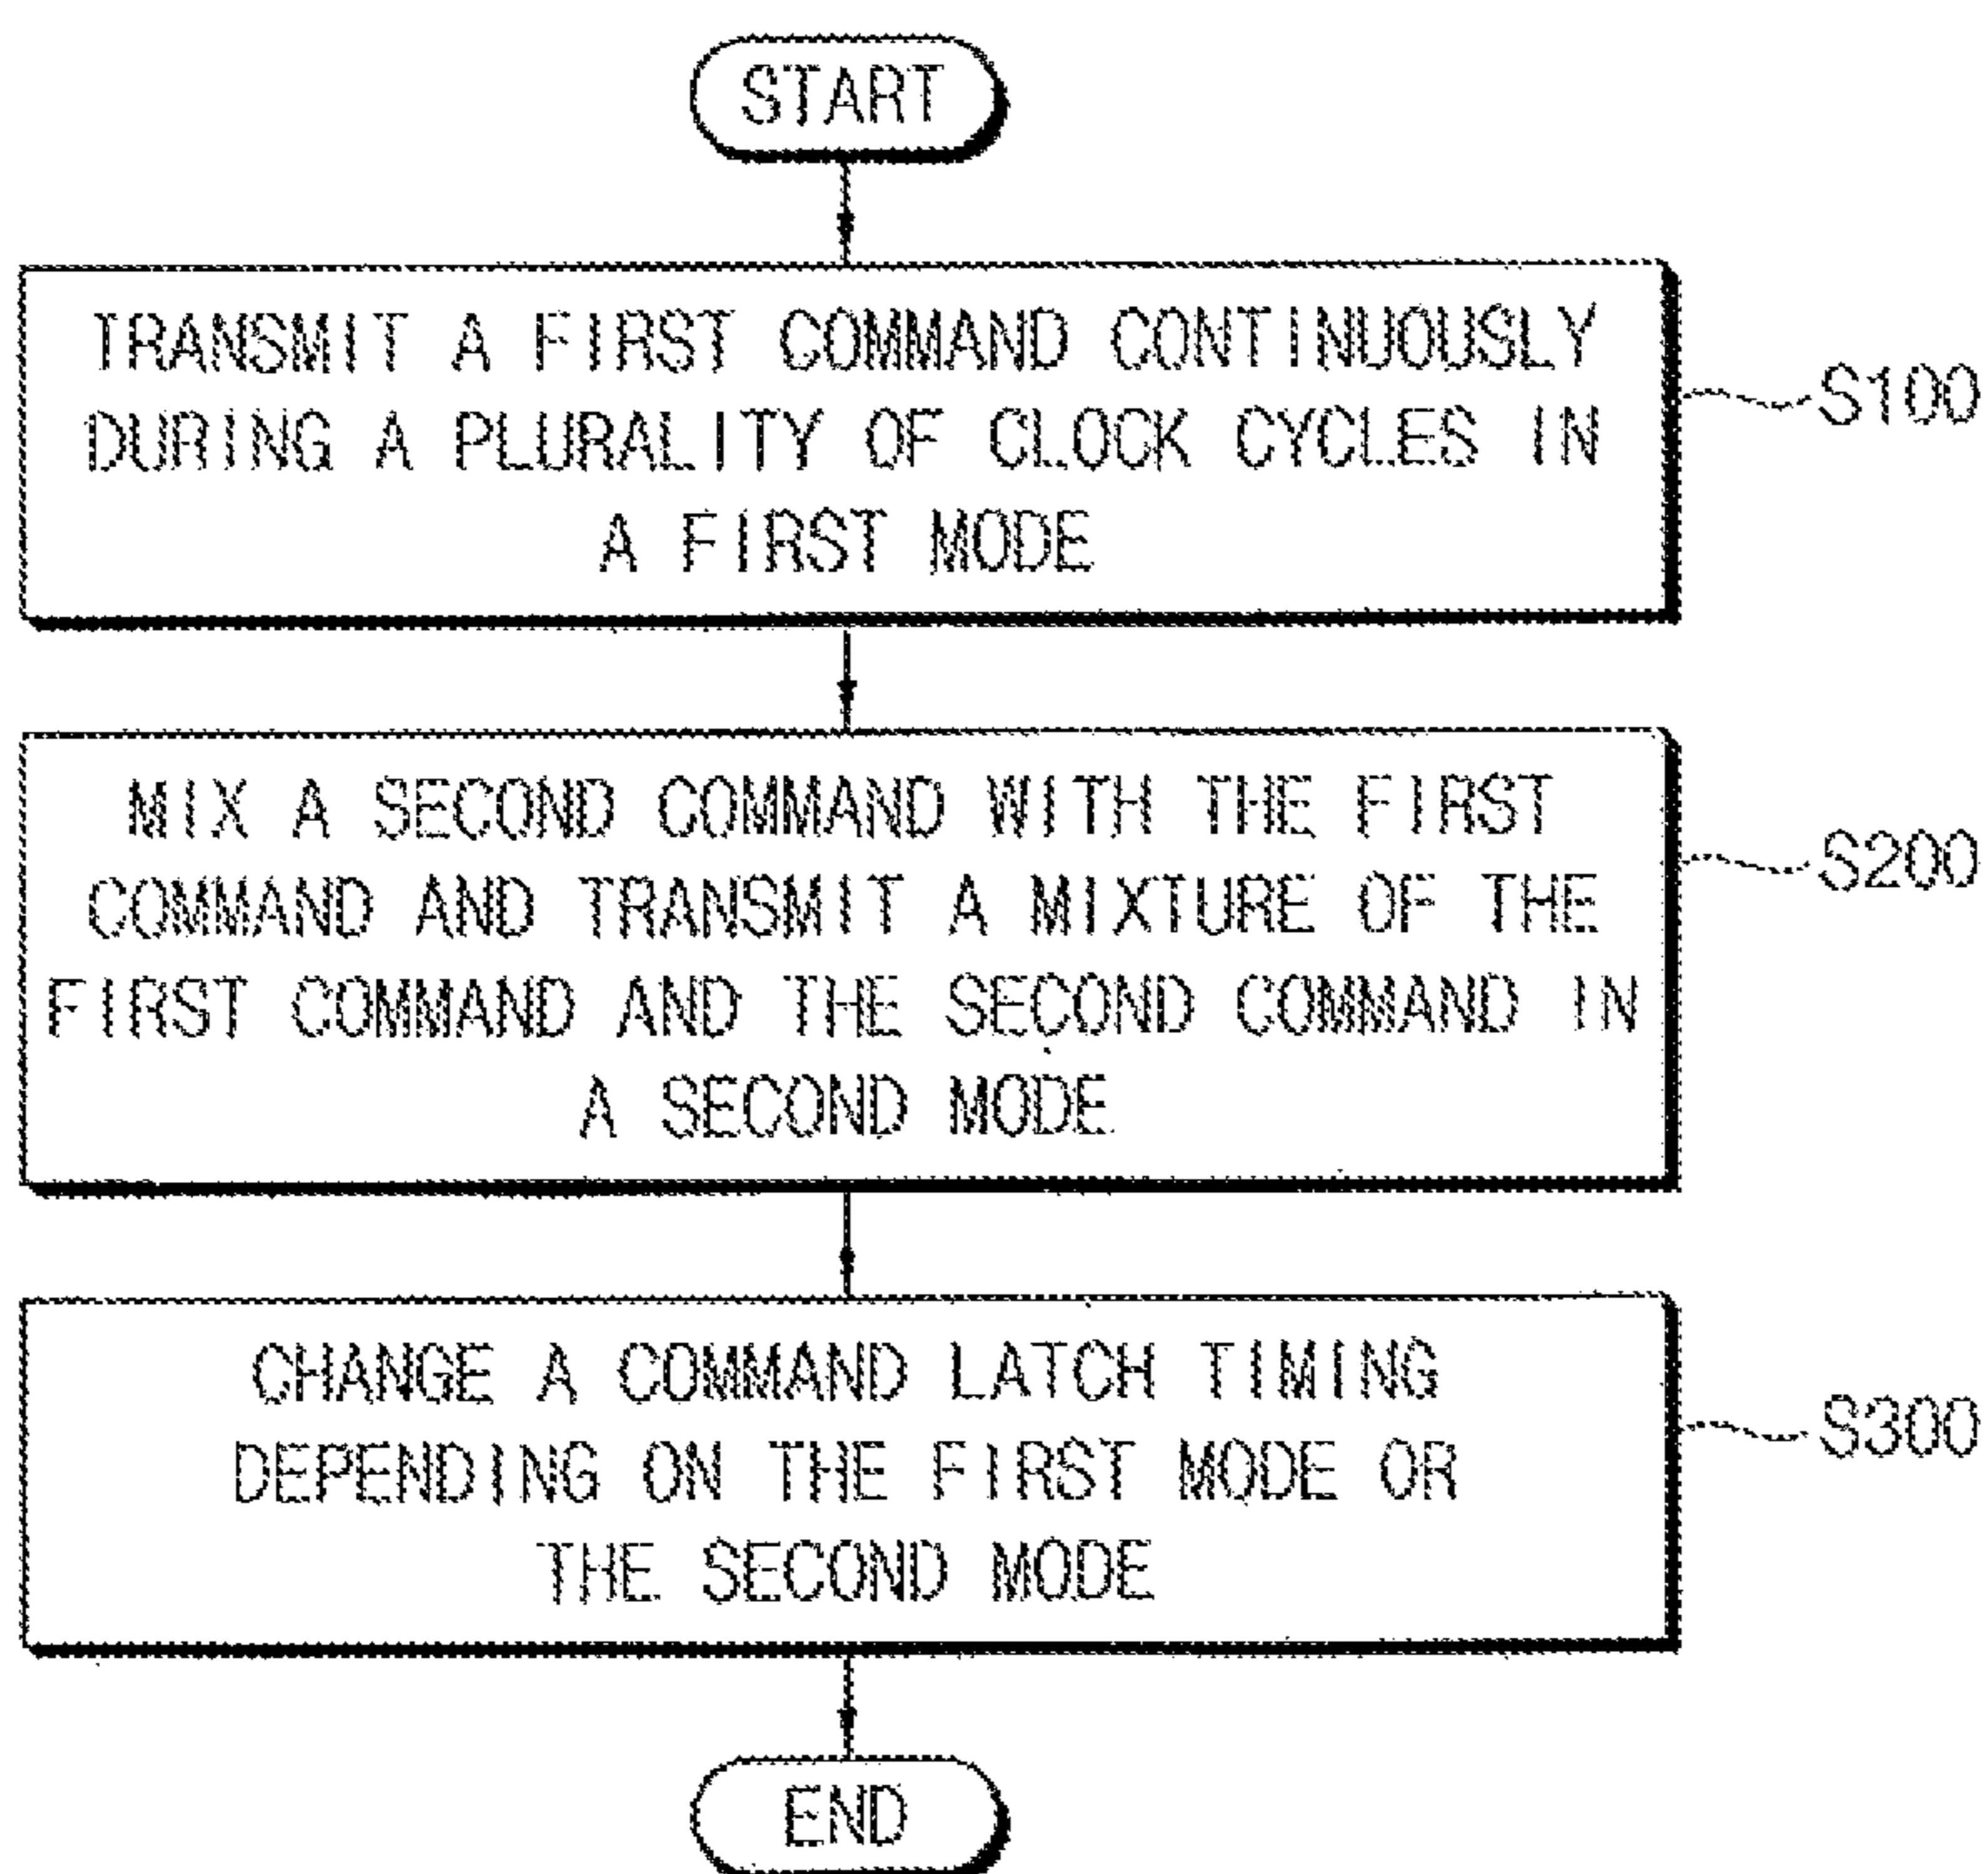 START
TRANSMIT A FIRST COMMAND CONTINUOUSLY
DURING A PLURALITY OF CLOCK CYCLES IN
A FIRST MODE
S100
MIX A SECOND COMMAND WITH THE FIRST
COMMAND AND TRANSMIT A MIXTURE OF THE
FIRST COMMAND AND THE SECOND COMMAND IN
A SECOND MODE
S200
CHANGE A COMMAND LATCH TIMING
DEPENDING ON THE FIRST MODE OR
THE SECOND MODE
S300
END